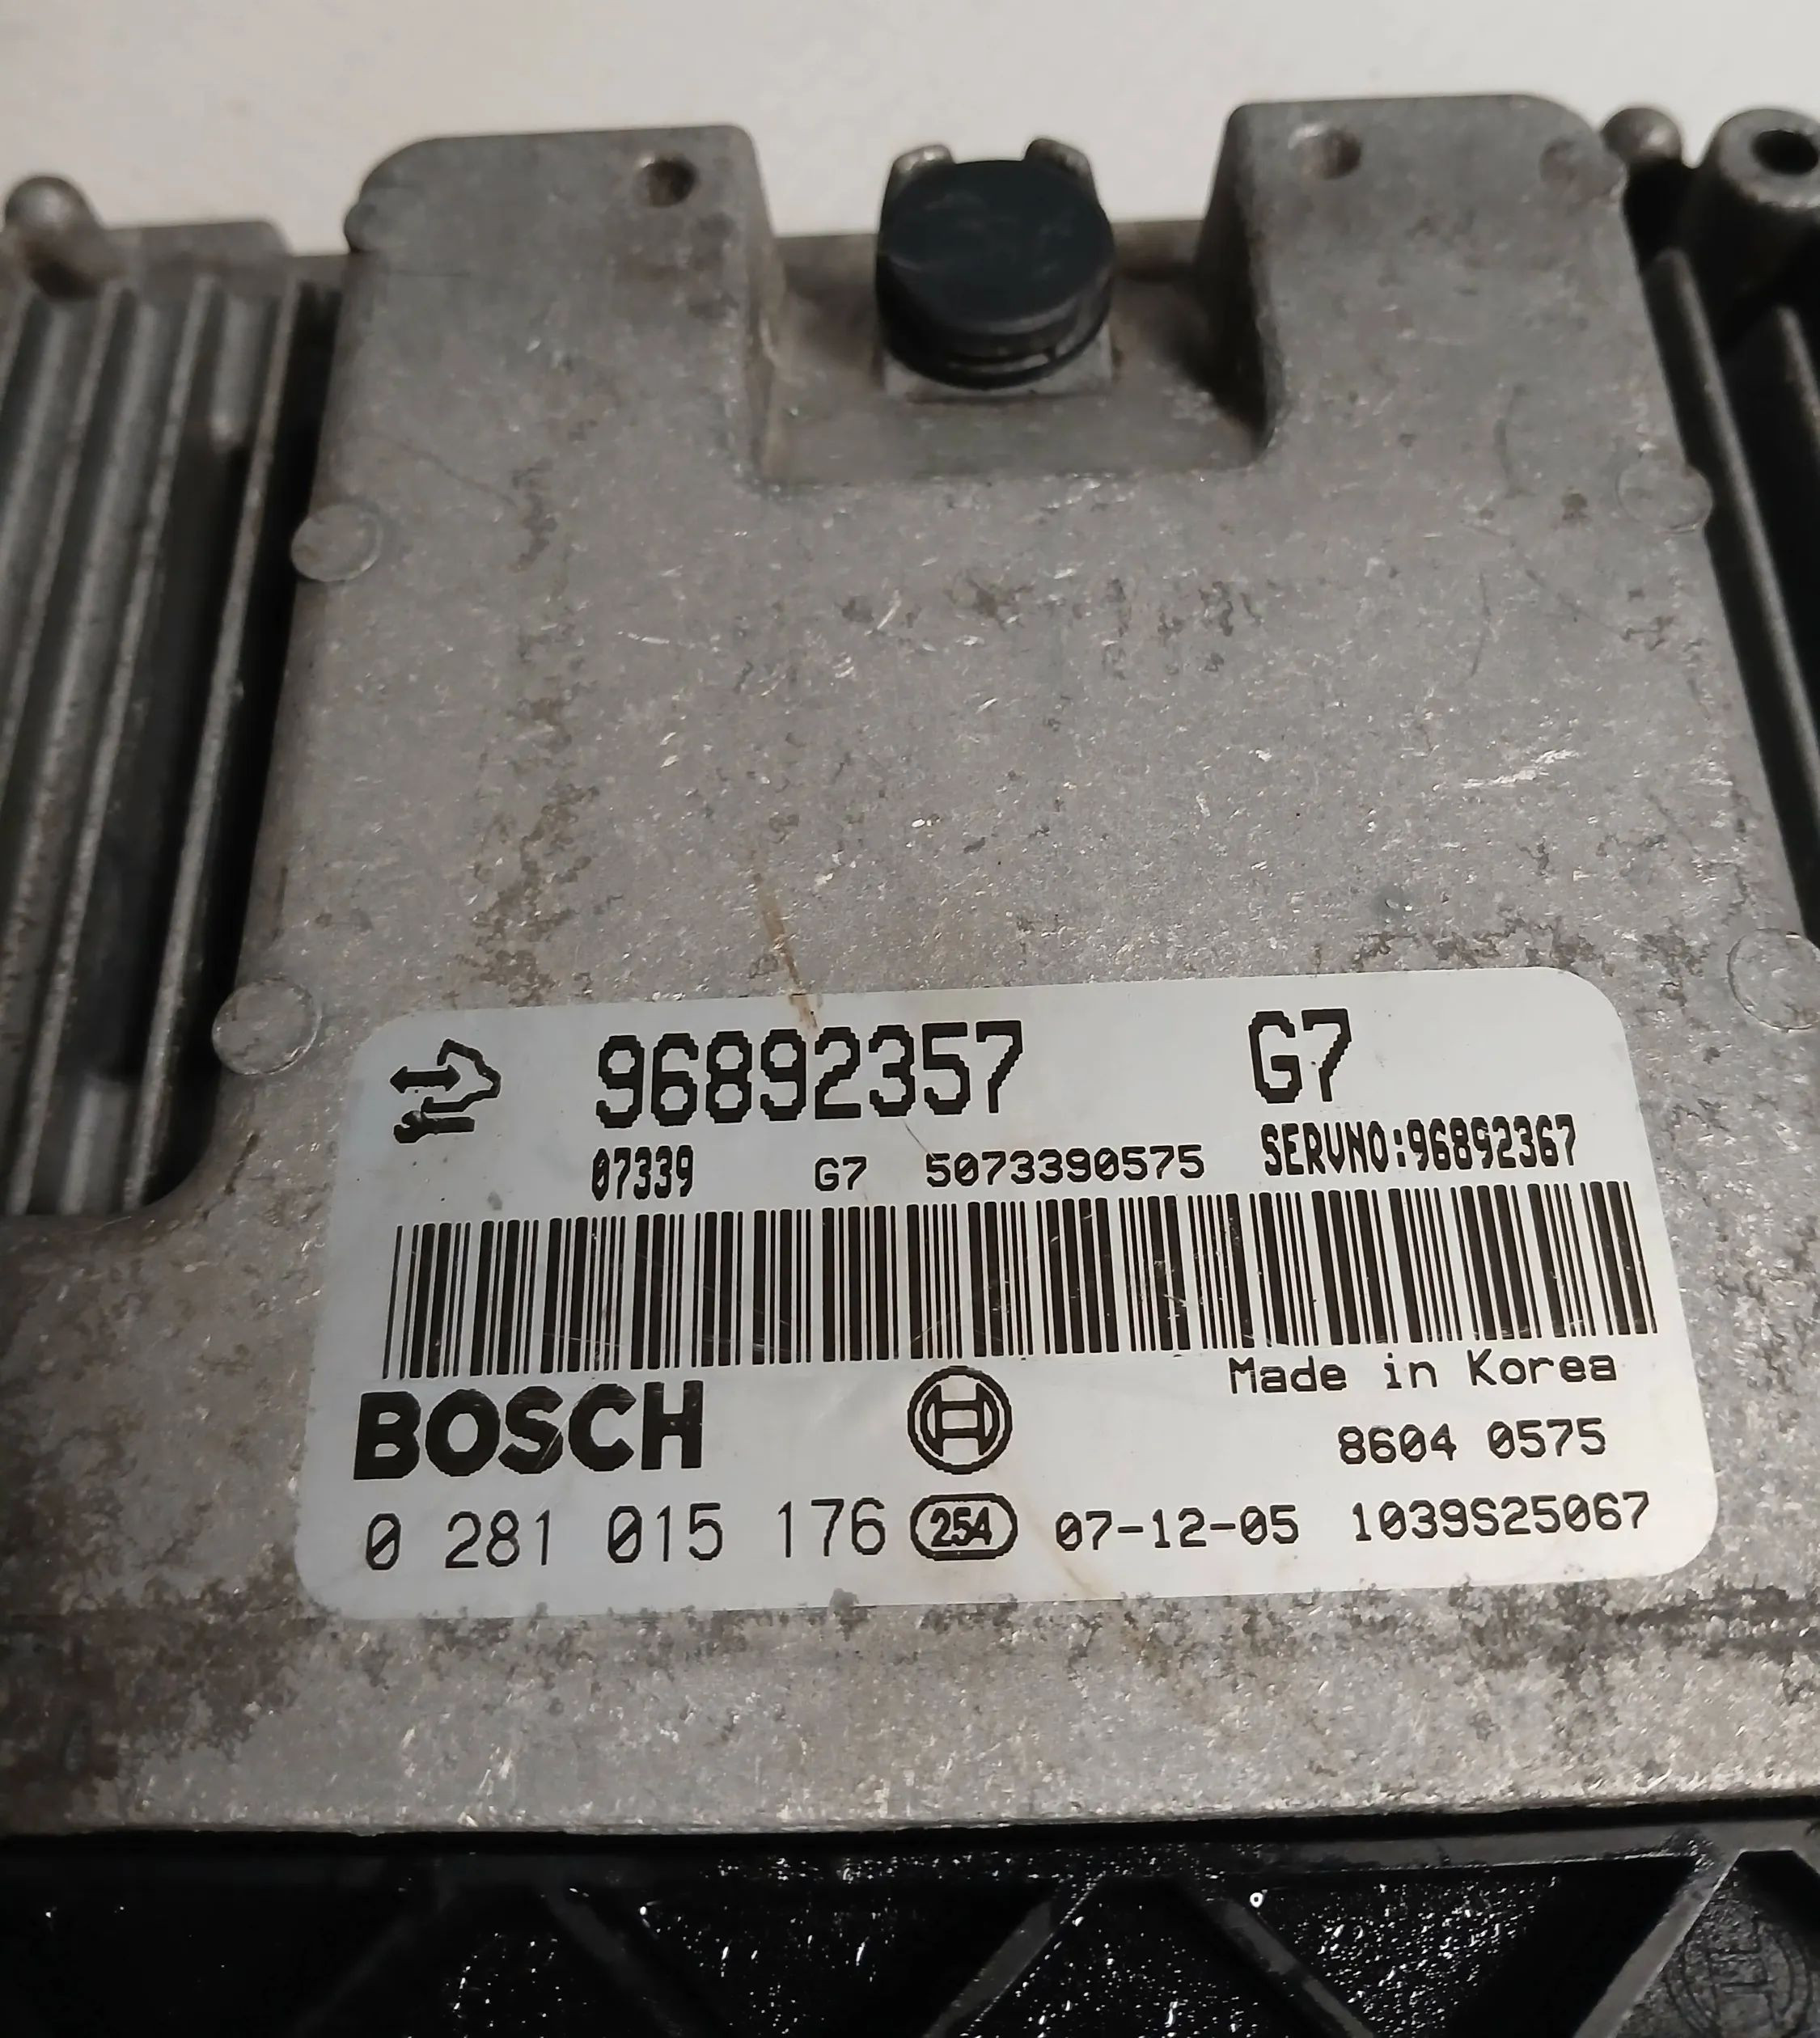 96892357 G7
07339 G7 5073390575 SERVNO:96892367
Made in Korea
BOSCH
8604 0575
0 281 015 176 254 07-12-05 1039S25067